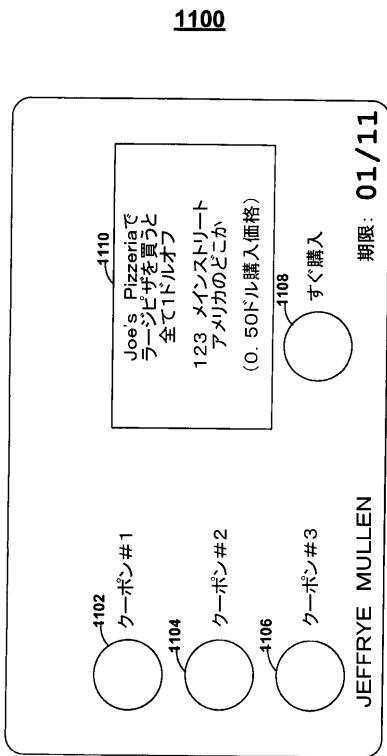 1100
1102
クーポン#1
1104
クーポン#2
1106
クーポン#3
JEFFRYE MULLEN
1110
Joe's Pizzeriaで
ラージピザを買うと
全て1ドルオフ
123 メインストリート
アメリカのどこか
(0.50ドル購入価格)
1108
すぐ購入
期限: 01/11